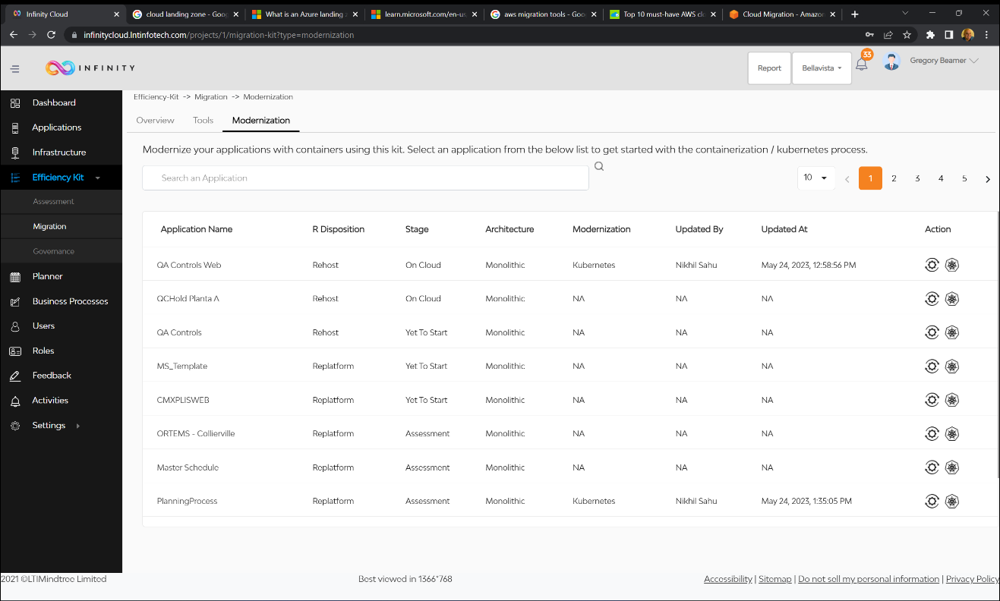 Infinity Cloud
cloud landing zone - Goo
What is an Azure landing z
learn.microsoft.com/en-us
aws migration tools - Goo
Top 10 must-have AWS cl
Cloud Migration - Amazon
infinitycloud.lntinfotech.com/projects/1/migration-kit?type=modernization
INFINITY
Report
Bellavista
33
Gregory Beamer
Dashboard
Applications
Infrastructure
Efficiency Kit
Assessment
Migration
Governance
Planner
Business Processes
Users
Roles
Feedback
Activities
Settings
Efficiency-Kit -> Migration -> Modernization
Overview Tools Modernization
Modernize your applications with containers using this kit. Select an application from the below list to get started with the containerization / kubernetes process.
Search an Application
10 < 1 2 3 4 5 >
Application Name R Disposition Stage Architecture Modernization Updated By Updated At Action
QA Controls Web Rehost On Cloud Monolithic Kubernetes Nikhil Sahu May 24, 2023, 12:58:56 PM
QCHold Planta A Rehost On Cloud Monolithic NA NA NA
QA Controls Rehost Yet To Start Monolithic NA NA NA
MS_Template Replatform Yet To Start Monolithic NA NA NA
CMXPLISWEB Replatform Yet To Start Monolithic NA NA NA
ORTEMS - Collierville Replatform Assessment Monolithic NA NA NA
Master Schedule Replatform Assessment Monolithic NA NA NA
PlanningProcess Replatform Assessment Monolithic Kubernetes Nikhil Sahu May 24, 2023, 1:35:05 PM
2021 ©LTIMindtree Limited
Best viewed in 1366*768
Accessibility | Sitemap | Do not sell my personal information | Privacy Policy